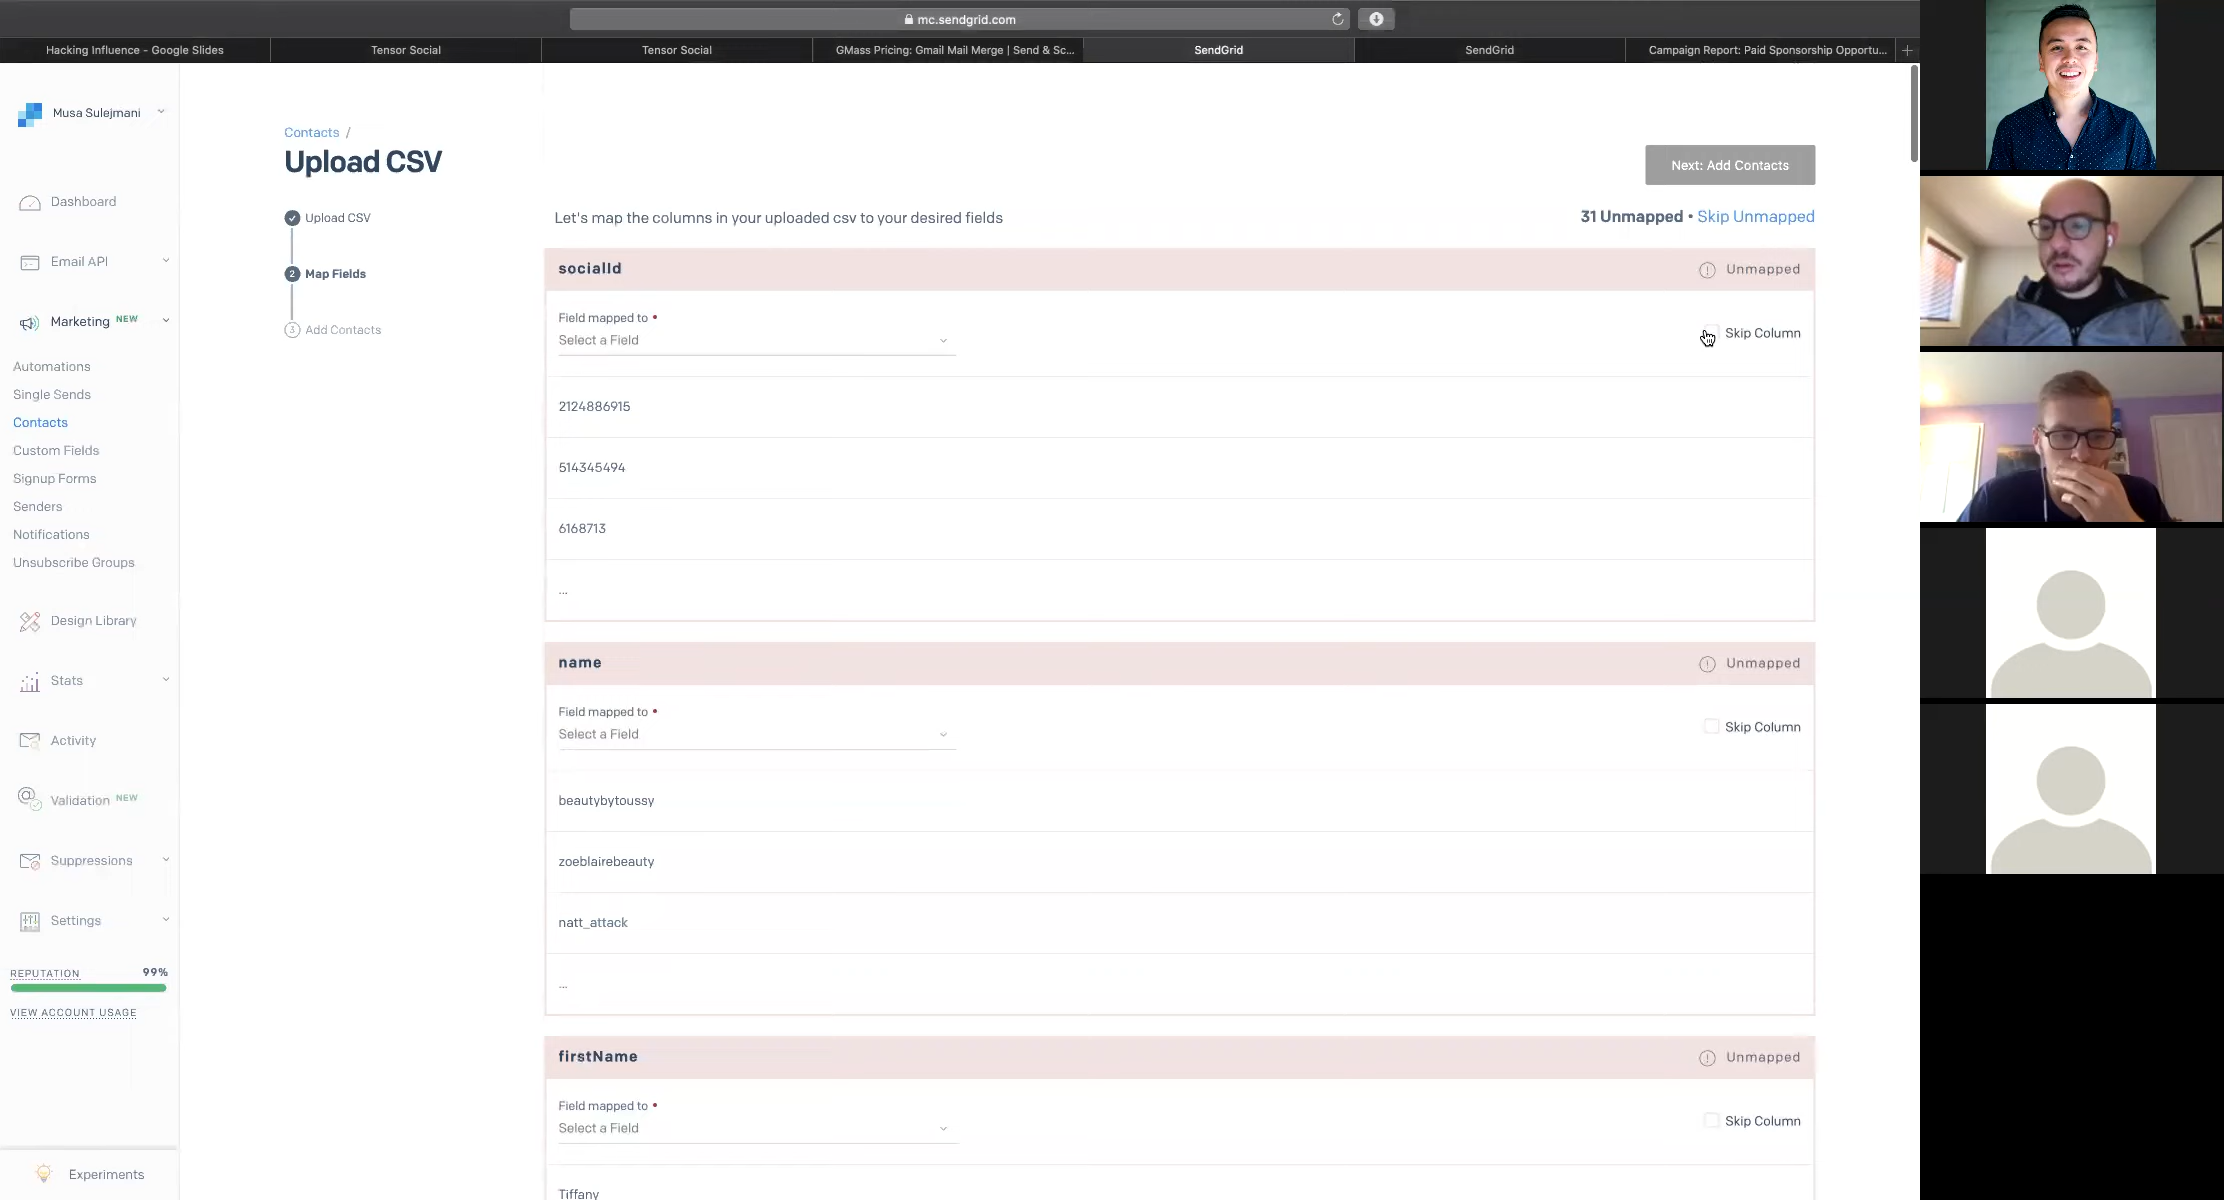 mc.sendgrid.com
Hacking Influence - Google Slides
Tensor Social
Tensor Social
GMass Pricing: Gmail Mail Merge | Send & Sc...
SendGrid
SendGrid
Campaign Report: Paid Sponsorship Opportu...
Musa Sulejmani
Dashboard
Email API
Marketing NEW
Automations
Single Sends
Contacts
Custom Fields
Signup Forms
Senders
Notifications
Unsubscribe Groups
Design Library
Stats
Activity
Validation NEW
Suppressions
Settings
REPUTATION 99%
VIEW ACCOUNT USAGE
Experiments
Contacts /
Upload CSV
Next: Add Contacts
Upload CSV
2 Map Fields
3 Add Contacts
Let's map the columns in your uploaded csv to your desired fields
31 Unmapped • Skip Unmapped
socialId
Unmapped
Field mapped to •
Select a Field
Skip Column
2124886915
514345494
6168713
...
name
Unmapped
Field mapped to •
Select a Field
Skip Column
beautybytoussy
zoeblairebeauty
natt_attack
...
firstName
Unmapped
Field mapped to •
Select a Field
Skip Column
Tiffany